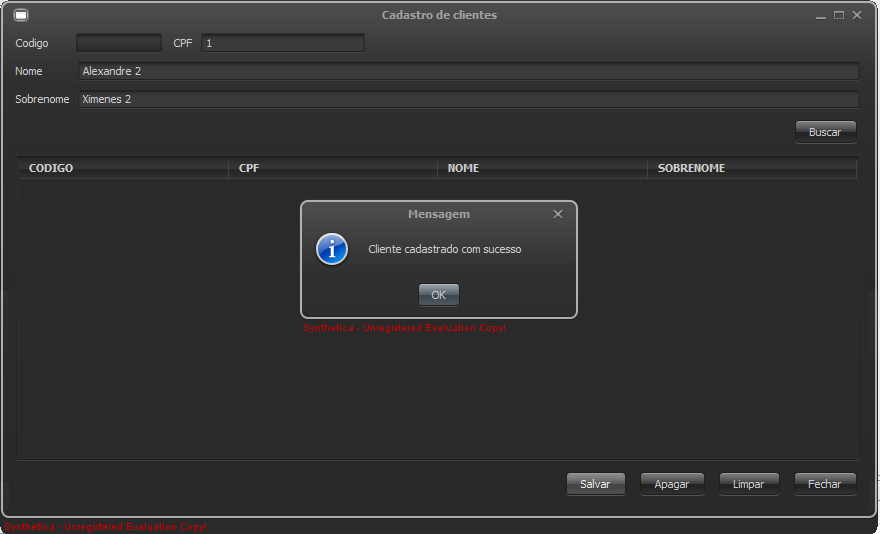 Cadastro de clientes
Codigo CPF 1
Nome Alexandre 2
Sobrenome Ximenes 2
Buscar
CODIGO CPF NOME SOBRENOME
Mensagem
Cliente cadastrado com sucesso
OK
Synthetica - Unregistered Evaluation Copy!
Salvar Apagar Limpar Fechar
Synthetica - Unregistered Evaluation Copy!